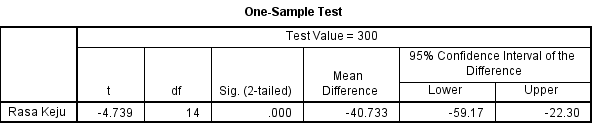 One-Sample Test
Test Value = 300
95% Confidence Interval of the
Difference
t df Sig. (2-tailed) Mean Difference Lower Upper
Rasa Keju -4.739 14 .000 -40.733 -59.17 -22.30